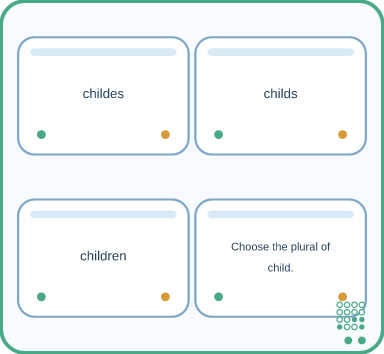 childes
childs
children
Choose the plural of
child.